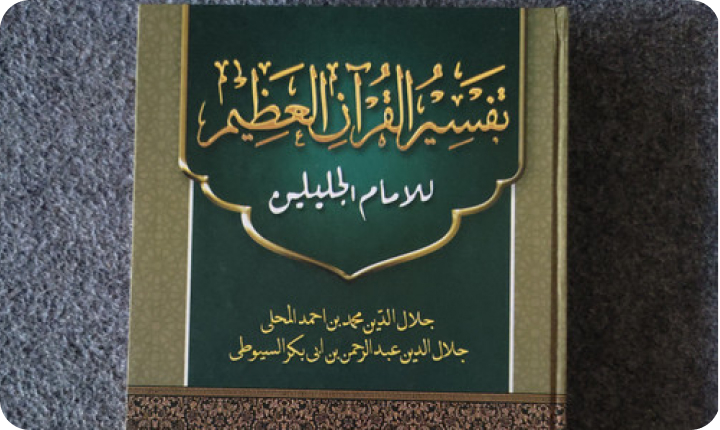 تفسير القرآن العظيم
للامام الجليلين
جلال الدين محمد بن احمد المحلى
جلال الدين عبد الرحمن بن ابى بكر السيوطى